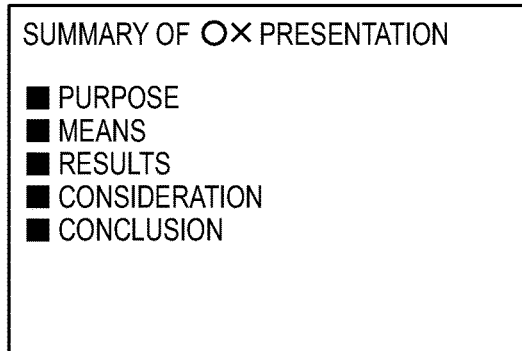 SUMMARY OF ○× PRESENTATION
■ PURPOSE
■ MEANS
■ RESULTS
■ CONSIDERATION
■ CONCLUSION